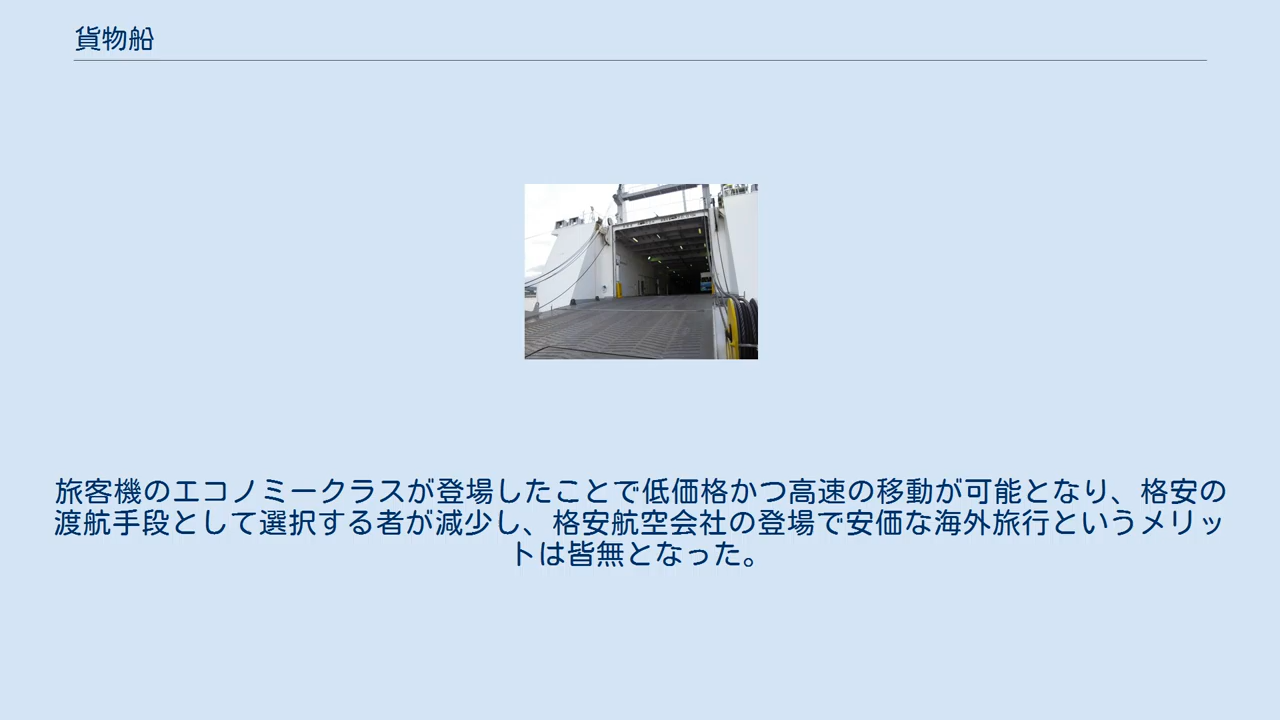 貨物船
旅客機のエコノミークラスが登場したことで低価格かつ高速の移動が可能となり、格安の
渡航手段として選択する者が減少し、格安航空会社の登場で安価な海外旅行というメリッ
トは皆無となった。